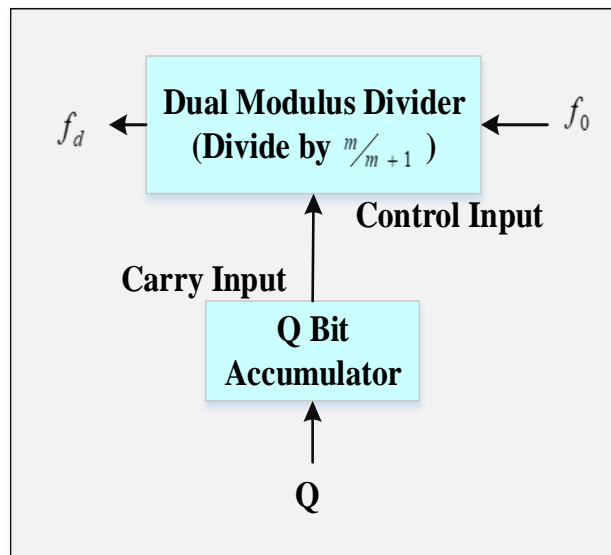 Dual Modulus Divider
(Divide by m/m + 1 )
f_d
f_0
Control Input
Carry Input
Q Bit
Accumulator
Q